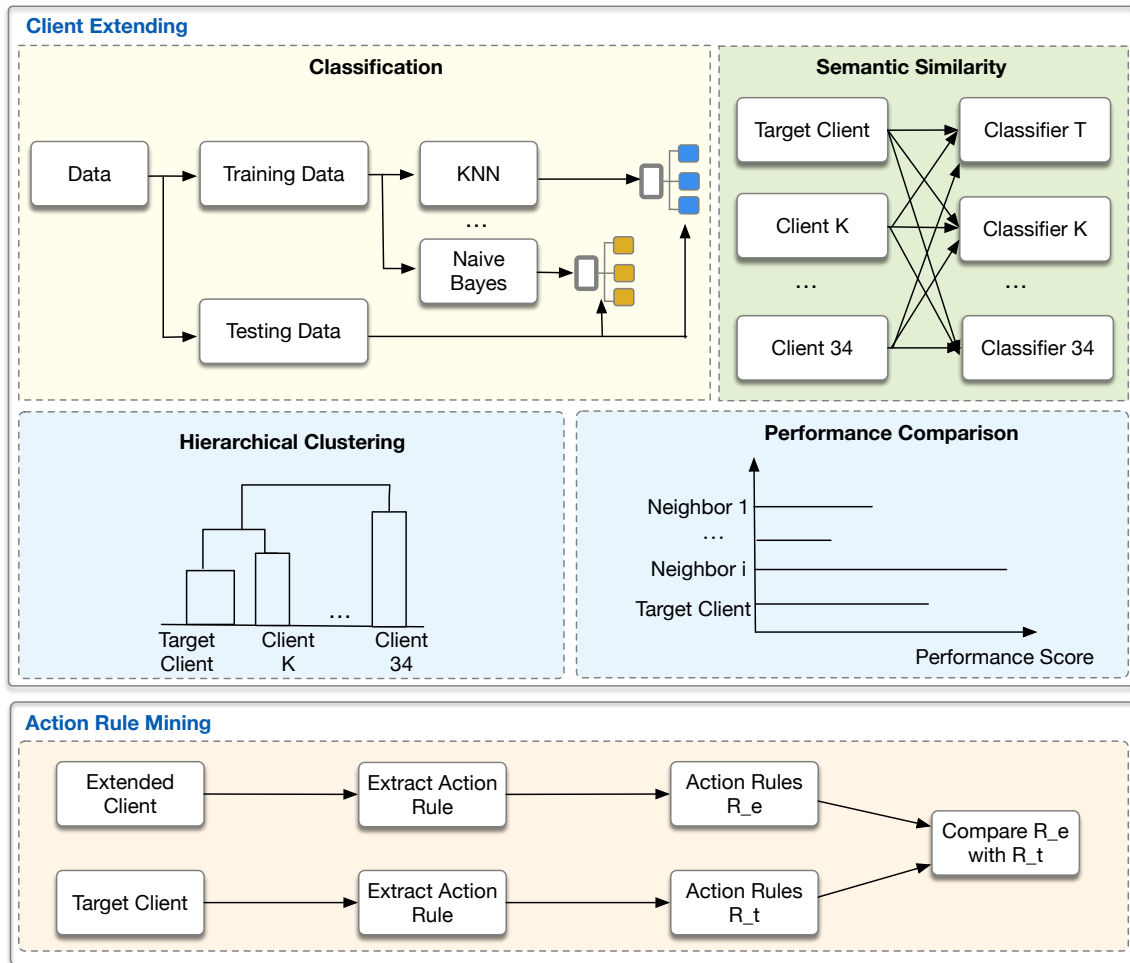 Client Extending
Classification
Data
Training Data
KNN
...
Naive
Bayes
Testing Data
Semantic Similarity
Target Client
Classifier T
Client K
Classifier K
...
...
Client 34
Classifier 34
Hierarchical Clustering
...
Target
Client
Client
K
Client
34
Performance Comparison
Neighbor 1
...
Neighbor i
Target Client
Performance Score
Action Rule Mining
Extended
Client
Extract Action
Rule
Action Rules
R_e
Compare R_e
with R_t
Target Client
Extract Action
Rule
Action Rules
R_t